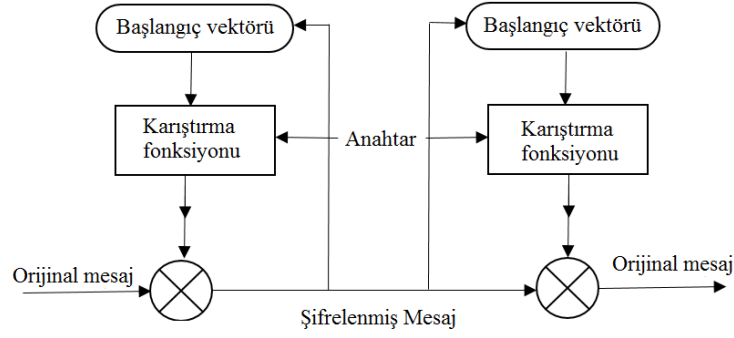 Başlangıç vektörü
Başlangıç vektörü
Karıştırma
fonksiyonu
Anahtar
Karıştırma
fonksiyonu
Orijinal mesaj
Orijinal mesaj
Şifrelenmiş Mesaj